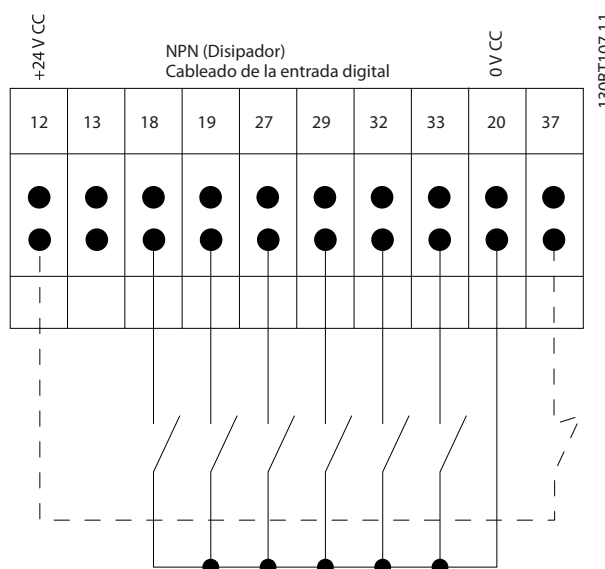 +24 V CC
NPN (Disipador)
Cableado de la entrada digital
0 V CC
130BT107.11
12 13 18 19 27 29 32 33 20 37